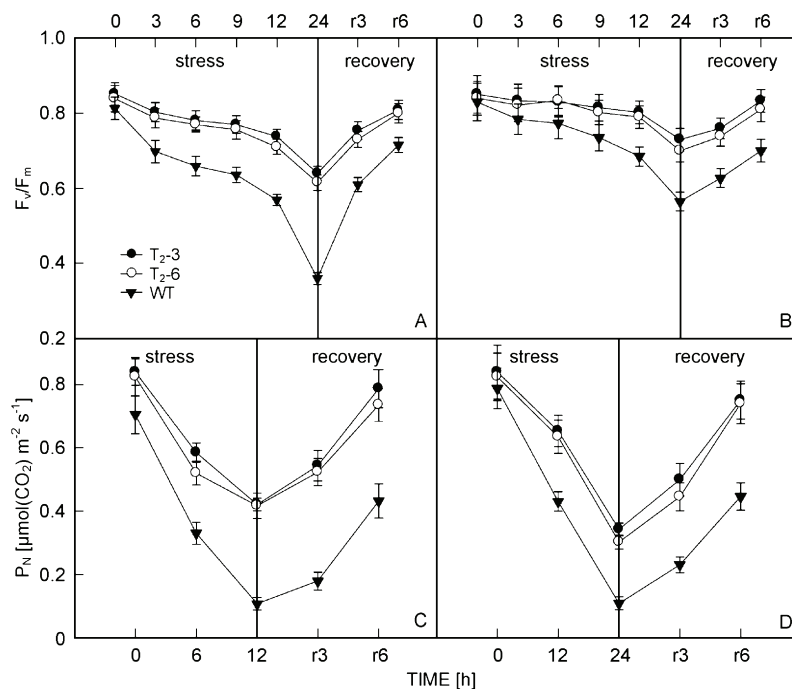 0 3 6 9 12 24 r3 r6 0 3 6 9 12 24 r3 r6
1.0
stress recovery stress recovery
0.8
0.6
Fv/Fm
0.4
T2-3
T2-6
WT
A B
0.2
stress recovery stress recovery
0.8
0.6
0.4
PN [µmol(CO2) m-2 s-1]
0.2
C D
0
0 6 12 r3 r6 0 12 24 r3 r6
TIME [h]